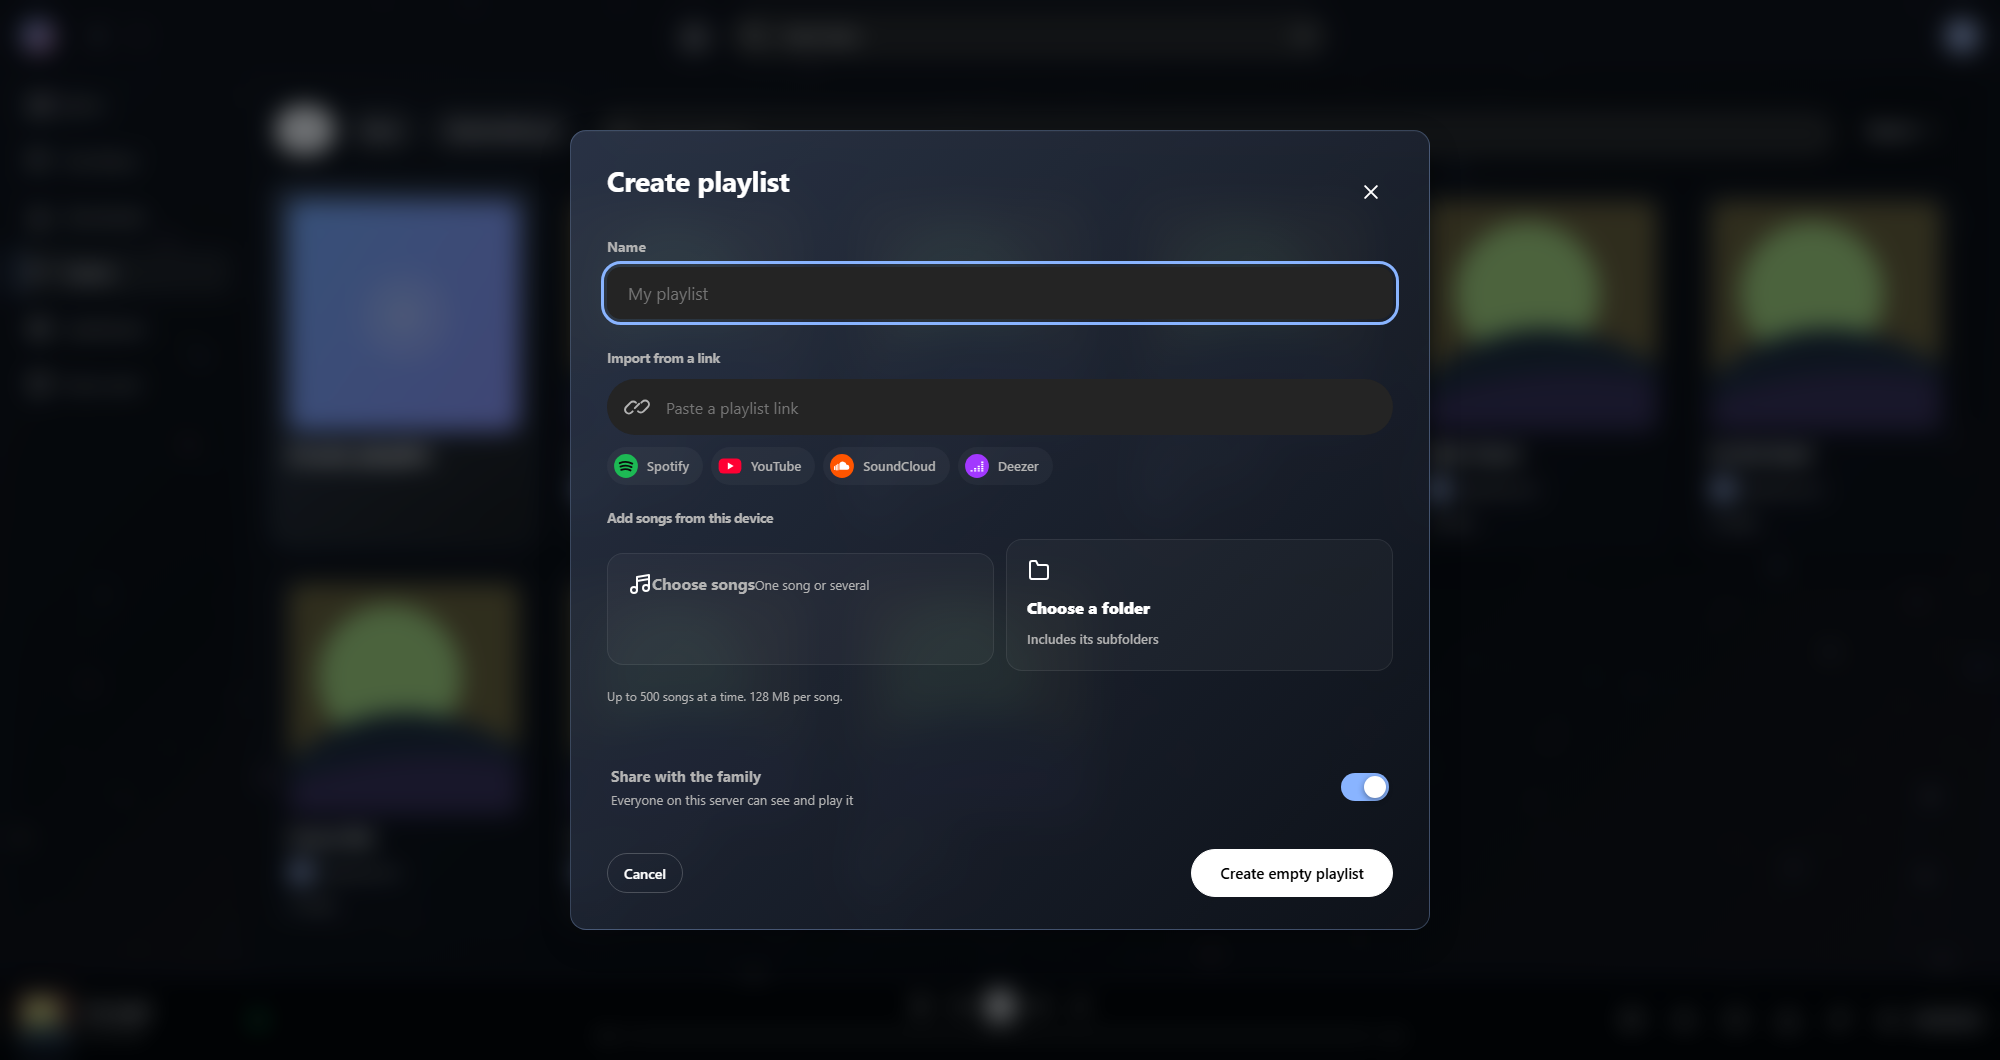 Create playlist
Name
My playlist
Import from a link
Paste a playlist link
Spotify YouTube SoundCloud Deezer
Add songs from this device
Choose songs One song or several
Choose a folder
Includes its subfolders
Up to 500 songs at a time. 128 MB per song.
Share with the family
Everyone on this server can see and play it
Cancel Create empty playlist